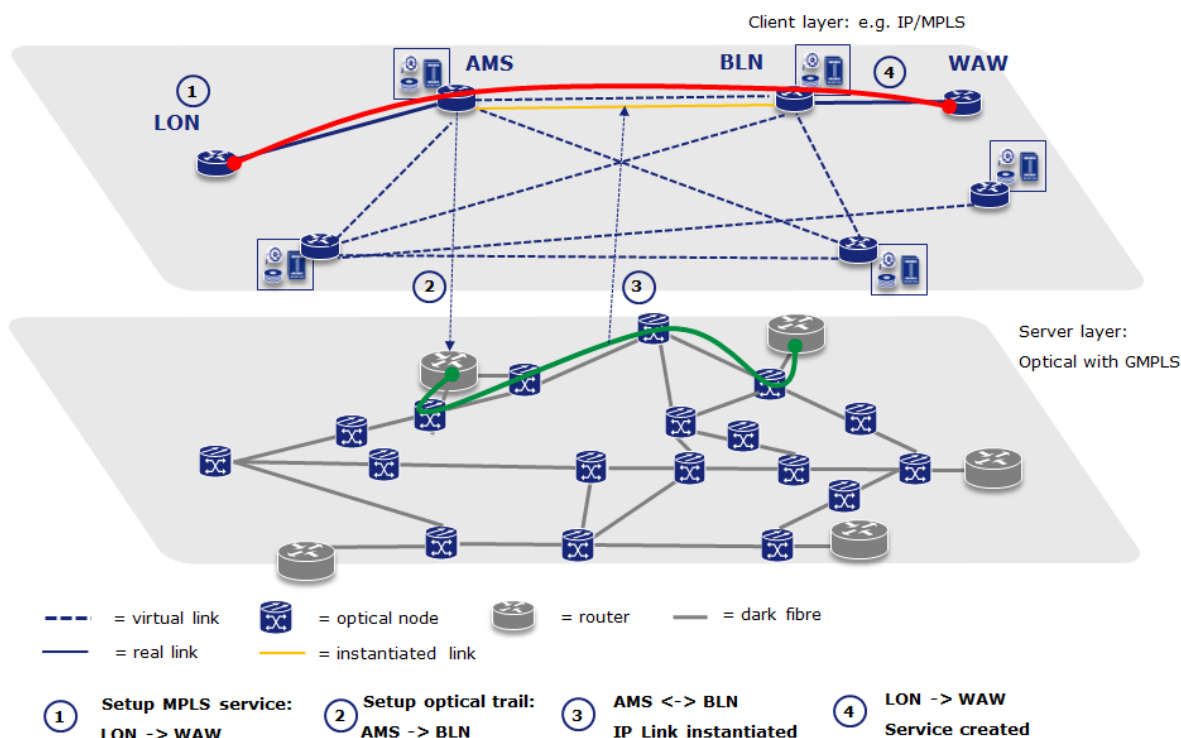 Client layer: e.g. IP/MPLS
AMS
BLN
4
WAW
1
LON
2
3
Server layer:
Optical with GMPLS
= virtual link
= optical node
= router
= dark fibre
= real link
= instantiated link
1
Setup MPLS service:
LON -> WAW
2
Setup optical trail:
AMS -> BLN
3
AMS <-> BLN
IP Link instantiated
4
LON -> WAW
Service created